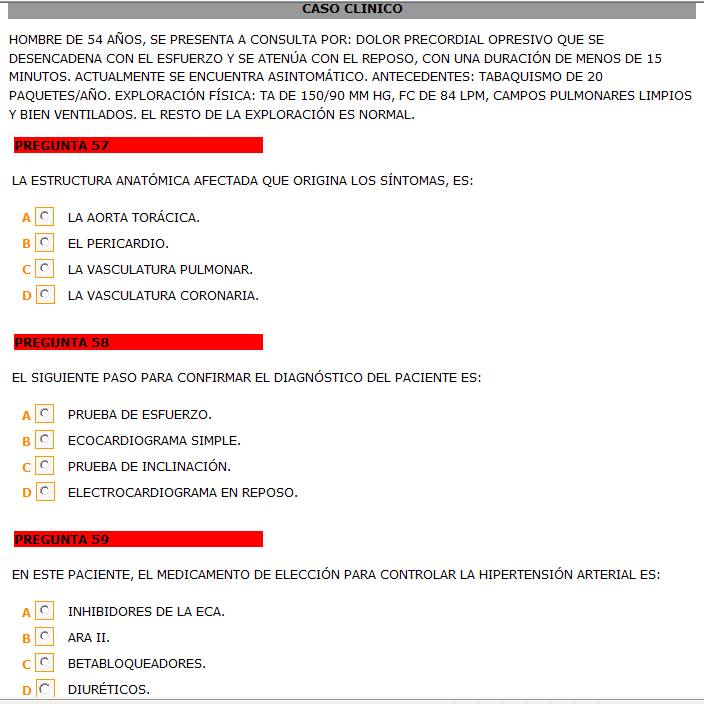 CASO CLINICO
HOMBRE DE 54 AÑOS, SE PRESENTA A CONSULTA POR: DOLOR PRECORDIAL OPRESIVO QUE SE
DESENCADENA CON EL ESFUERZO Y SE ATENÚA CON EL REPOSO, CON UNA DURACIÓN DE MENOS DE 15
MINUTOS. ACTUALMENTE SE ENCUENTRA ASINTOMÁTICO. ANTECEDENTES: TABAQUISMO DE 20
PAQUETES/AÑO. EXPLORACIÓN FÍSICA: TA DE 150/90 MM HG, FC DE 84 LPM, CAMPOS PULMONARES LIMPIOS
Y BIEN VENTILADOS. EL RESTO DE LA EXPLORACIÓN ES NORMAL.
PREGUNTA 57
LA ESTRUCTURA ANATÓMICA AFECTADA QUE ORIGINA LOS SÍNTOMAS, ES:
A LA AORTA TORÁCICA.
B EL PERICARDIO.
C LA VASCULATURA PULMONAR.
D LA VASCULATURA CORONARIA.
PREGUNTA 58
EL SIGUIENTE PASO PARA CONFIRMAR EL DIAGNÓSTICO DEL PACIENTE ES:
A PRUEBA DE ESFUERZO.
B ECOCARDIOGRAMA SIMPLE.
C PRUEBA DE INCLINACIÓN.
D ELECTROCARDIOGRAMA EN REPOSO.
PREGUNTA 59
EN ESTE PACIENTE, EL MEDICAMENTO DE ELECCIÓN PARA CONTROLAR LA HIPERTENSIÓN ARTERIAL ES:
A INHIBIDORES DE LA ECA.
B ARA II.
C BETABLOQUEADORES.
D DIURÉTICOS.